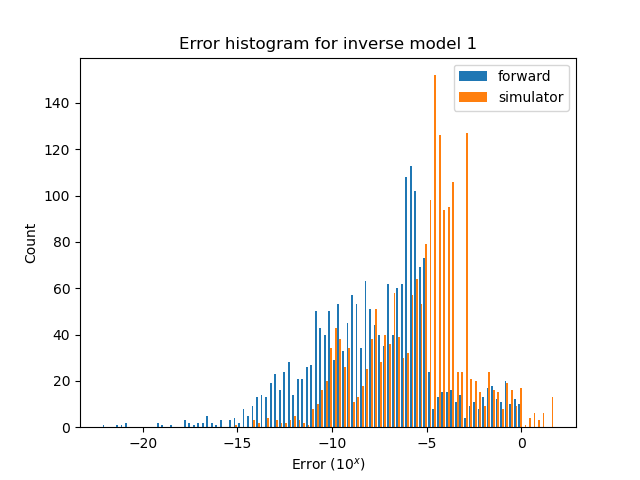 Error histogram for inverse model 1
forward
simulator
140
120
100
80
60
40
20
0
Count
−20 −15 −10 −5 0
Error (10^x)